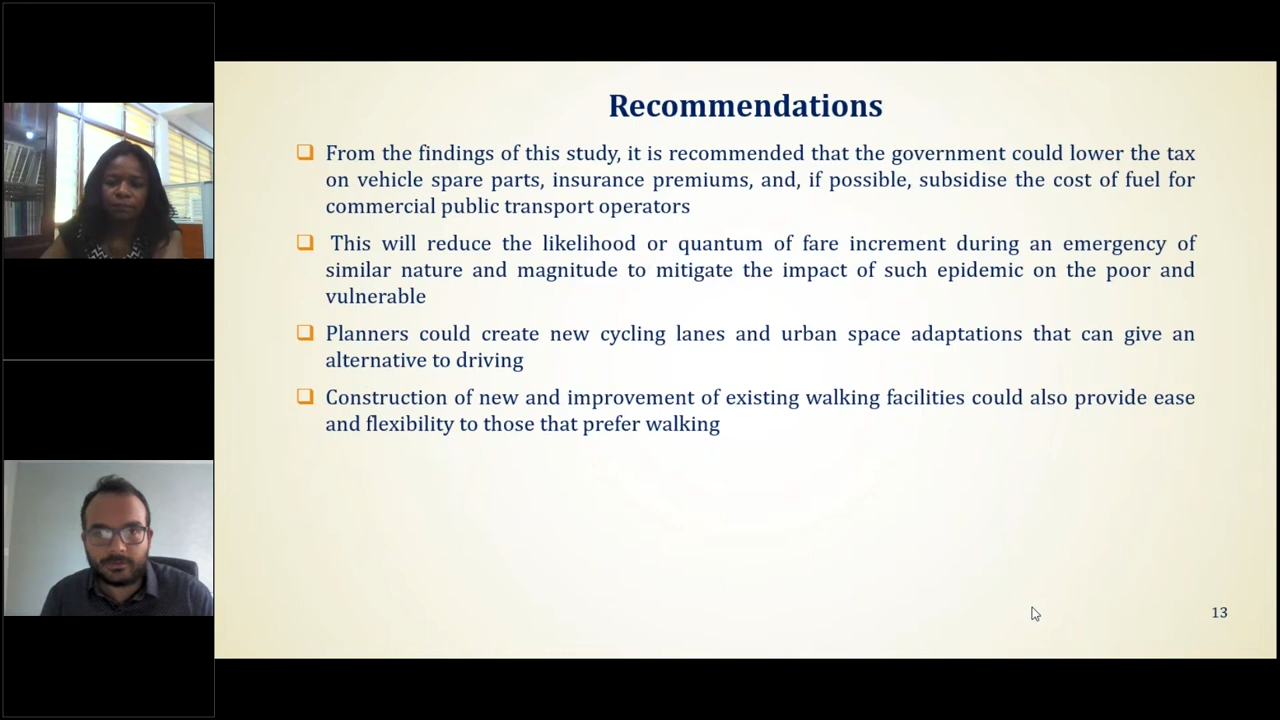 Recommendations
From the findings of this study, it is recommended that the government could lower the tax
on vehicle spare parts, insurance premiums, and, if possible, subsidise the cost of fuel for
commercial public transport operators
This will reduce the likelihood or quantum of fare increment during an emergency of
similar nature and magnitude to mitigate the impact of such epidemic on the poor and
vulnerable
Planners could create new cycling lanes and urban space adaptations that can give an
alternative to driving
Construction of new and improvement of existing walking facilities could also provide ease
and flexibility to those that prefer walking
13